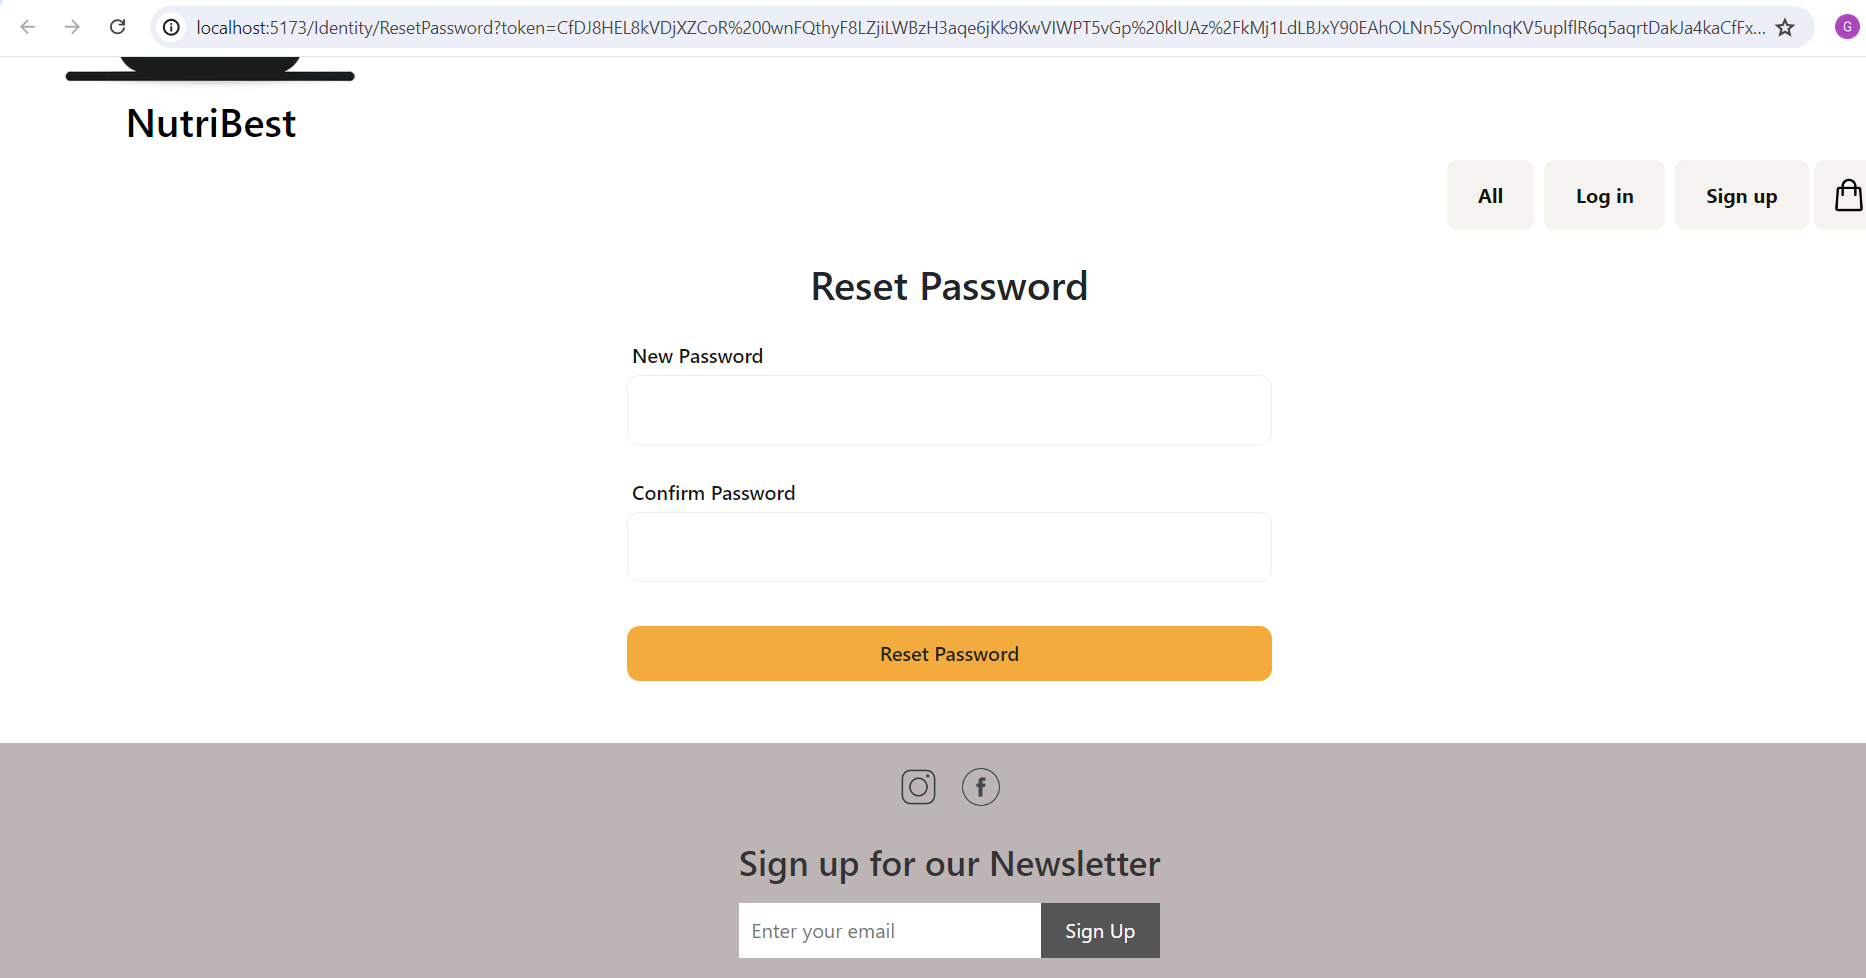 localhost:5173/Identity/ResetPassword?token=CfDJ8HEL8kVDjXZCoR%200wnFQthyF8LZjiLWBzH3aqe6jKk9KwVIWPT5vGp%20klUAz%2FkMj1LdLBJxY90EAhOLNn5SyOmlnqKV5uplflR6q5aqrtDakJa4kaCfFx...
G
NutriBest
All
Log in
Sign up
Reset Password
New Password
Confirm Password
Reset Password
Sign up for our Newsletter
Enter your email
Sign Up